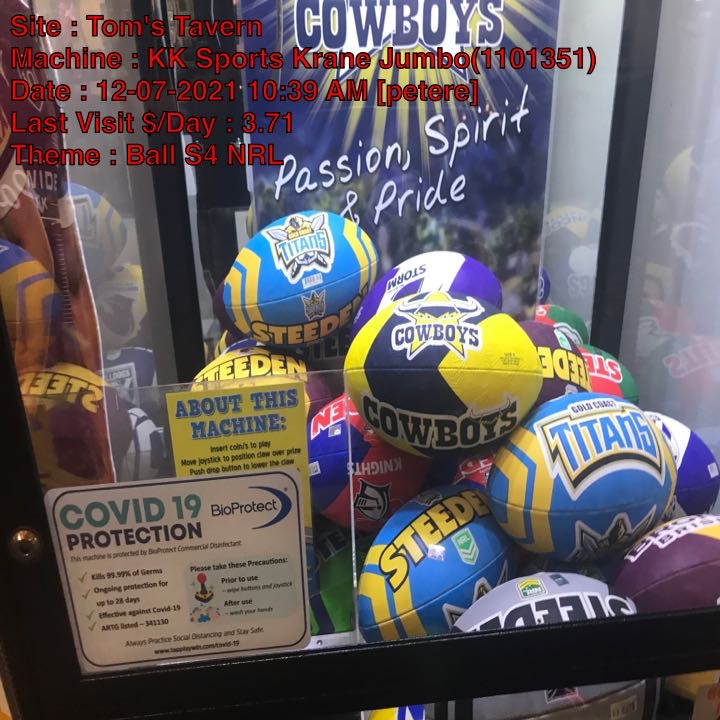 Site : Tom's Tavern
Machine : KK Sports Krane Jumbo(1101351)
Date : 12-07-2021 10:39 AM [petere]
Last Visit $/Day : 3.71
Theme : Ball S4 NRL
COWBOYS
Passion, Spirit
& Pride
GOLD COAST
TITANS
STEEDEN
STORM
COWBOYS
COWBOYS
STEEDEN
KNIGHTS
GOLD COAST
TITANS
STEEDEN
NRL
STEEDEN
ABOUT THIS
MACHINE:
Insert coin/s to play
Move joystick to position claw over prize
Push drop button to lower the claw
COVID 19
PROTECTION
BioProtect
This machine is protected by BioProtect Commercial Disinfectant.
✓ Kills 99.99% of Germs
✓ Ongoing protection for
up to 28 days
✓ Effective against Covid-19
✓ ARTG listed – 341130
Please take these Precautions:
Prior to use
– wipe buttons and joystick
After use
– wash your hands
Always Practice Social Distancing and Stay Safe.
www.tapplaywin.com/covid-19